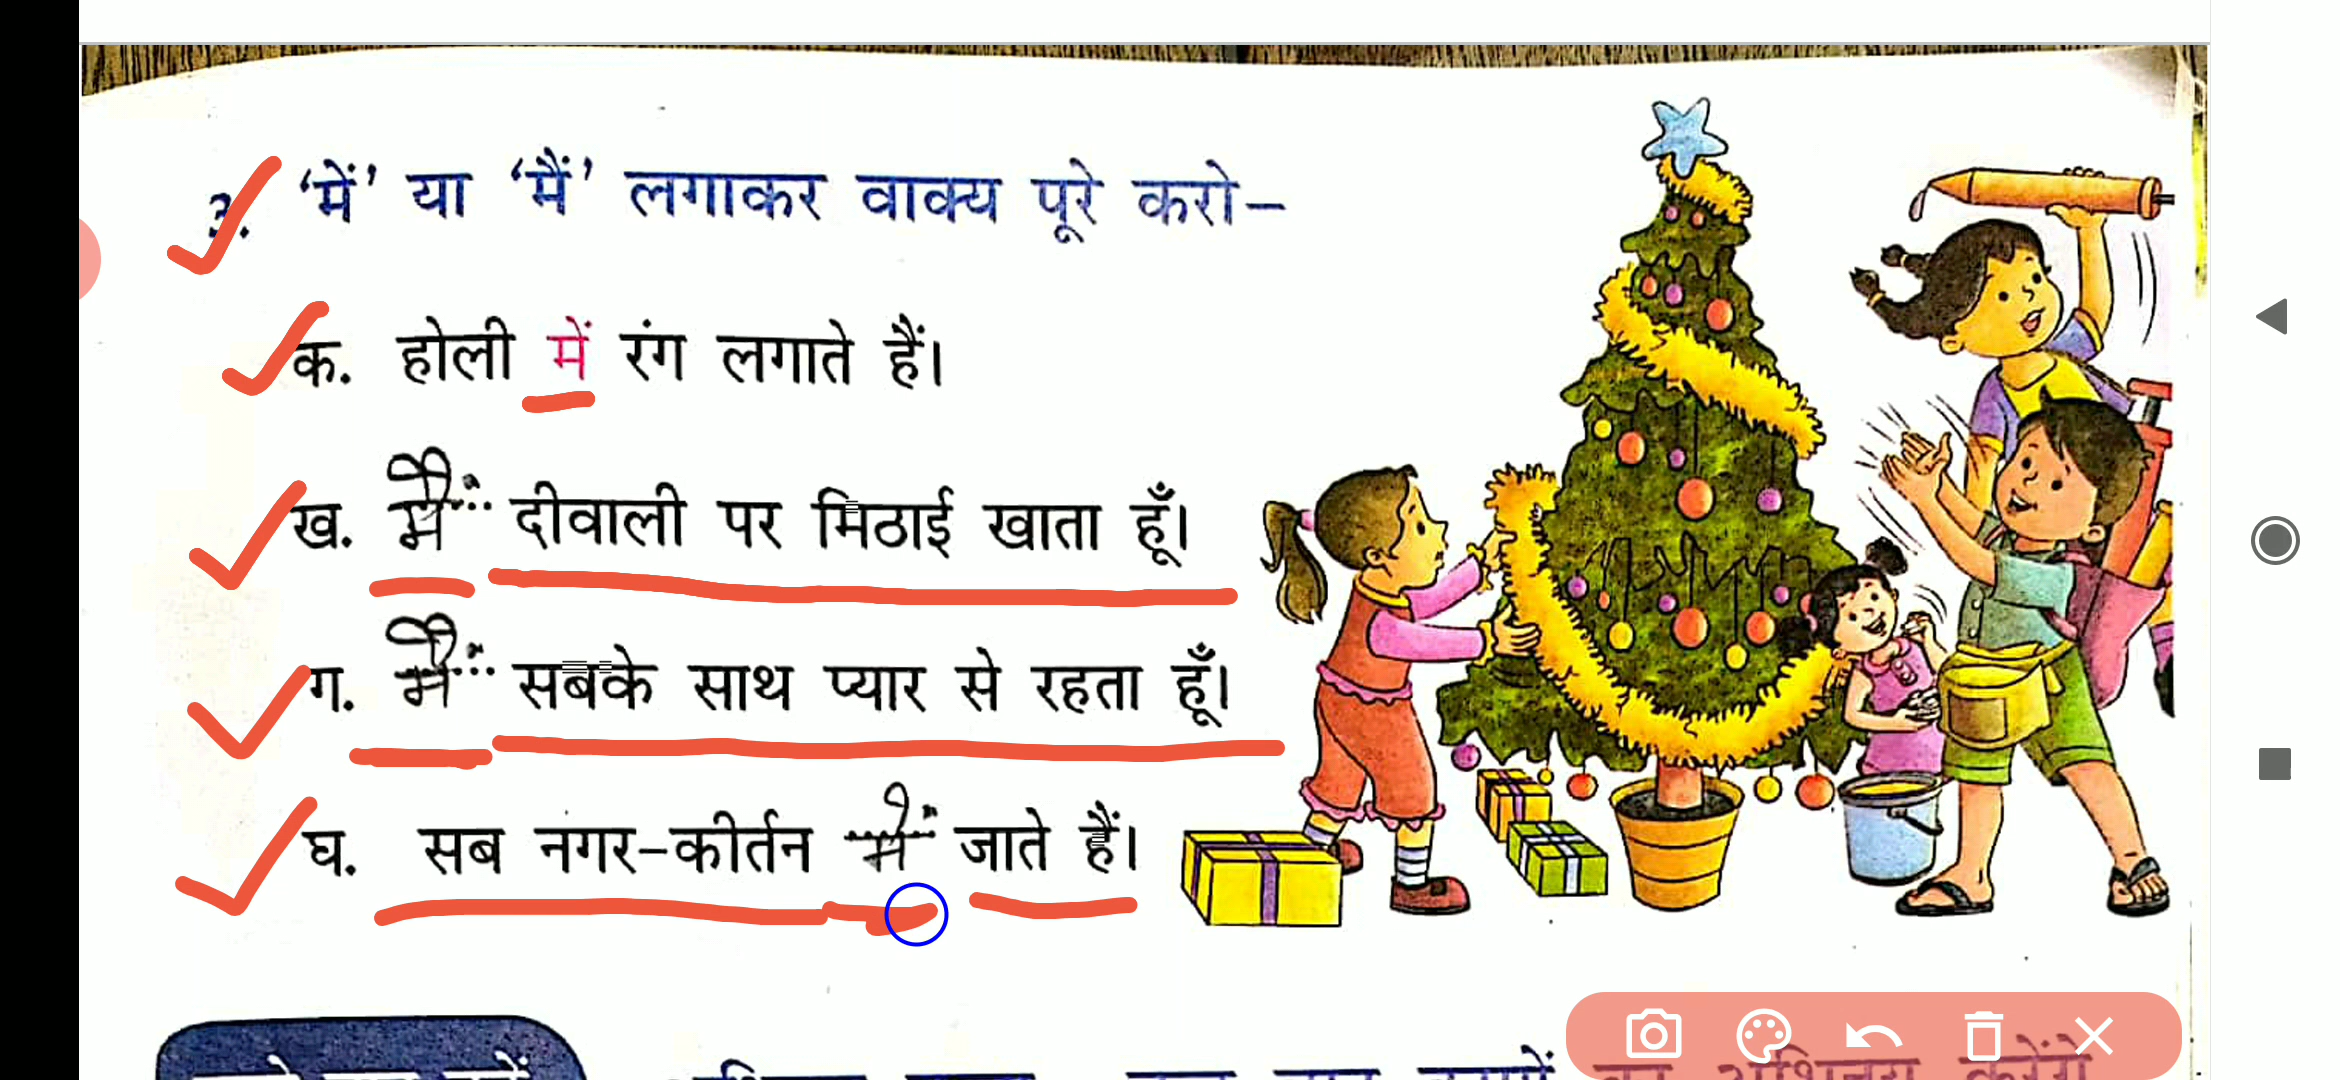 3. 'में' या 'मैं' लगाकर वाक्य पूरे करो–
क. होली में रंग लगाते हैं।
ख. मैं दीवाली पर मिठाई खाता हूँ।
ग. मैं सबके साथ प्यार से रहता हूँ।
घ. सब नगर-कीर्तन में जाते हैं।